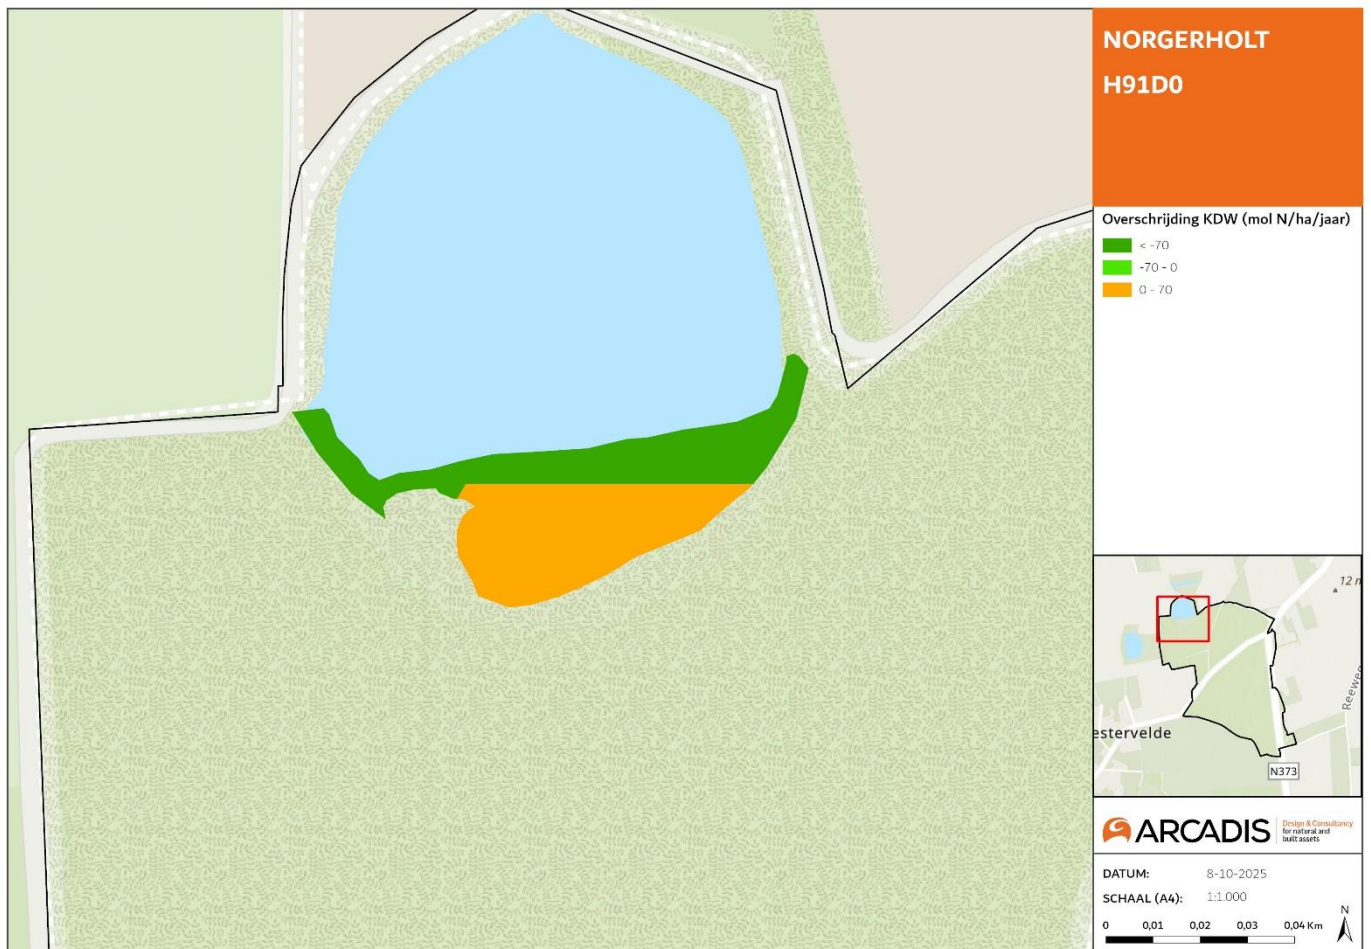 NORGERHOLT
H91D0
Overschrijding KDW (mol N/ha/jaar)
< -70
-70 - 0
0 - 70
12 m
Reewe
estervelde
N373
ARCADIS
Design & Consultancy
for natural and
built assets
DATUM: 8-10-2025
SCHAAL (A4): 1:1.000
0 0,01 0,02 0,03 0,04 Km
N